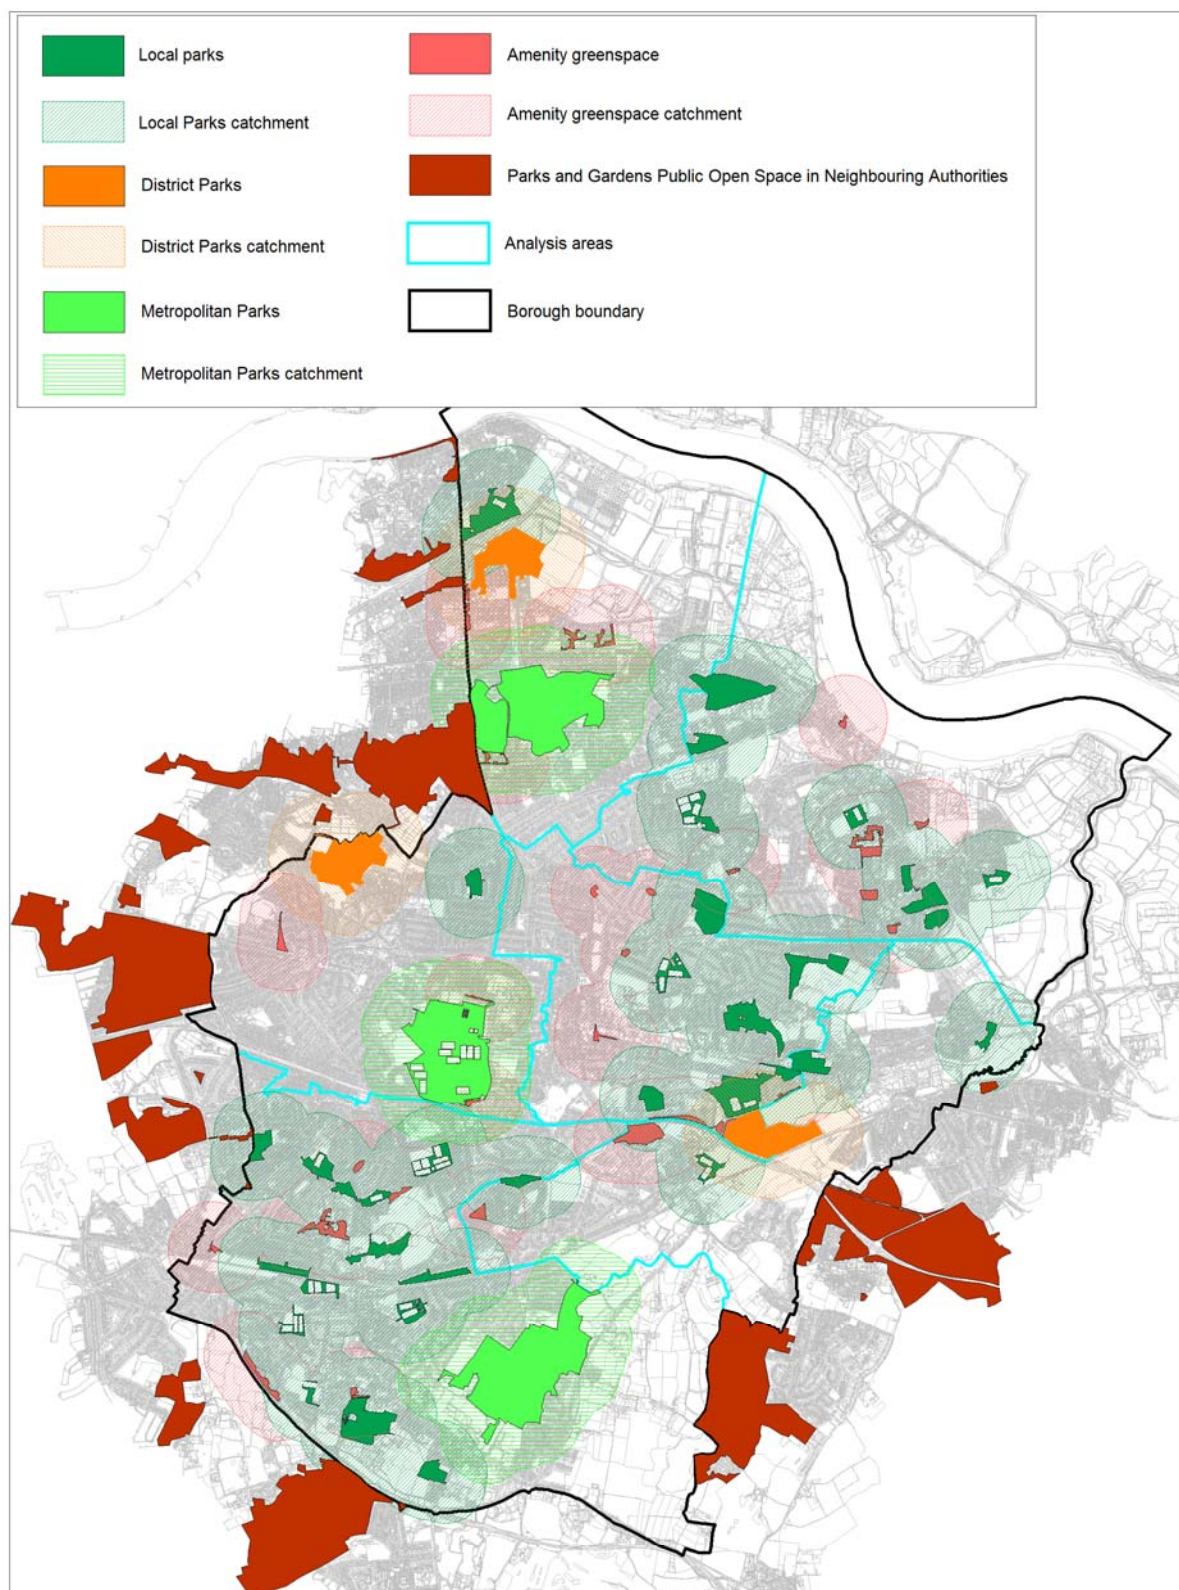 Local parks
Local Parks catchment
District Parks
District Parks catchment
Metropolitan Parks
Metropolitan Parks catchment
Amenity greenspace
Amenity greenspace catchment
Parks and Gardens Public Open Space in Neighbouring Authorities
Analysis areas
Borough boundary